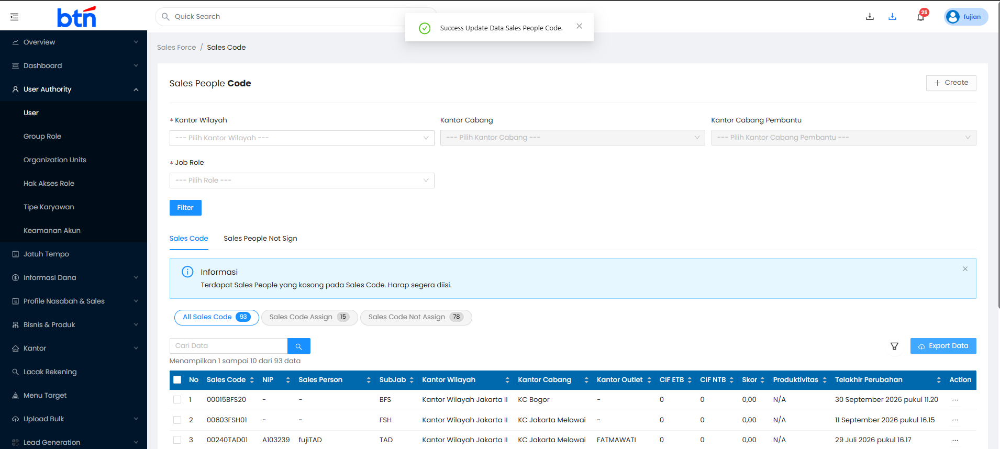 btn
Quick Search
Success Update Data Sales People Code.
25
fujian
Overview
Dashboard
User Authority
User
Group Role
Organization Units
Hak Akses Role
Tipe Karyawan
Keamanan Akun
Jatuh Tempo
Informasi Dana
Profile Nasabah & Sales
Bisnis & Produk
Kantor
Lacak Rekening
Menu Target
Upload Bulk
Lead Generation
Sales Force / Sales Code
Sales People Code
+ Create
* Kantor Wilayah
--- Pilih Kantor Wilayah ---
Kantor Cabang
--- Pilih Kantor Cabang ---
Kantor Cabang Pembantu
--- Pilih Kantor Cabang Pembantu ---
* Job Role
--- Pilih Role ---
Filter
Sales Code Sales People Not Sign
Informasi
Terdapat Sales People yang kosong pada Sales Code. Harap segera diisi.
All Sales Code 93 Sales Code Assign 15 Sales Code Not Assign 78
Cari Data
Export Data
Menampilkan 1 sampai 10 dari 93 data
No Sales Code NIP Sales Person SubJab Kantor Wilayah Kantor Cabang Kantor Outlet CIF ETB CIF NTB Skor Produktivitas Telakhir Perubahan Action
1 00015BFS20 - - BFS Kantor Wilayah Jakarta II KC Bogor - 0 0 0,00 N/A 30 September 2026 pukul 11.20 ...
2 00603FSH01 - - FSH Kantor Wilayah Jakarta II KC Jakarta Melawai - 0 0 0,00 N/A 11 September 2026 pukul 16.15 ...
3 00240TAD01 A103239 fujiTAD TAD Kantor Wilayah Jakarta II KC Jakarta Melawai FATMAWATI 0 0 0,00 N/A 29 Juli 2026 pukul 16.17 ...